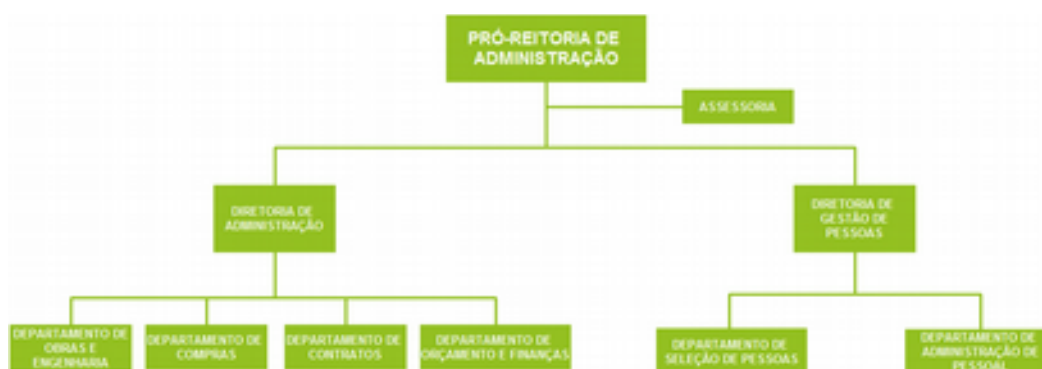 PRÓ-REITORIA DE
ADMINISTRAÇÃO
ASSESSORIA
DIRETORIA DE
ADMINISTRAÇÃO
DIRETORIA DE
GESTÃO DE
PESSOAS
DEPARTAMENTO DE
OBRAS E
ENGENHARIA
DEPARTAMENTO DE
COMPRAS
DEPARTAMENTO DE
CONTRATOS
DEPARTAMENTO DE
ORÇAMENTO E FINANÇAS
DEPARTAMENTO DE
SELEÇÃO DE PESSOAS
DEPARTAMENTO DE
ADMINISTRAÇÃO DE
PESSOAL